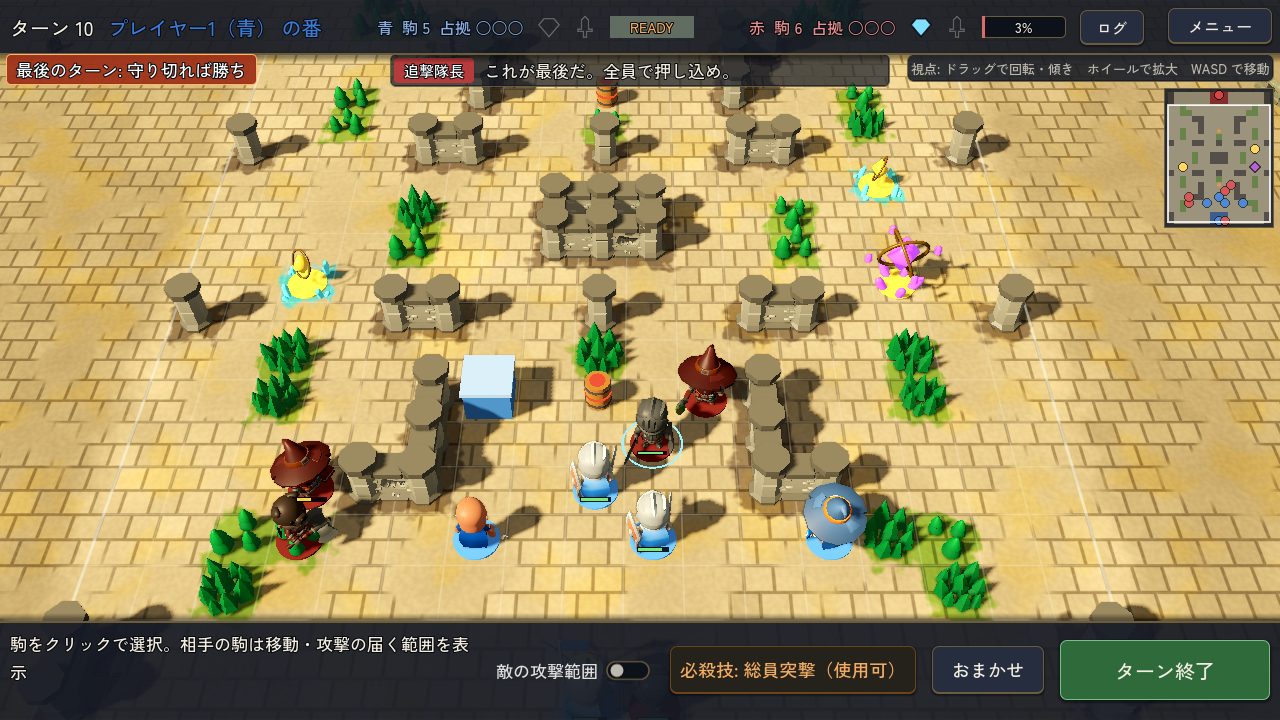 ターン 10 プレイヤー1（青） の番 青 駒 5 占拠 〇〇〇 READY 赤 駒 6 占拠 〇〇〇 3% ログ メニュー
最後のターン: 守り切れば勝ち 追撃隊長 これが最後だ。全員で押し込め。 視点: ドラッグで回転・傾き ホイールで拡大 WASD で移動
駒をクリックで選択。相手の駒は移動・攻撃の届く範囲を表
示
敵の攻撃範囲 必殺技: 総員突撃（使用可） おまかせ ターン終了